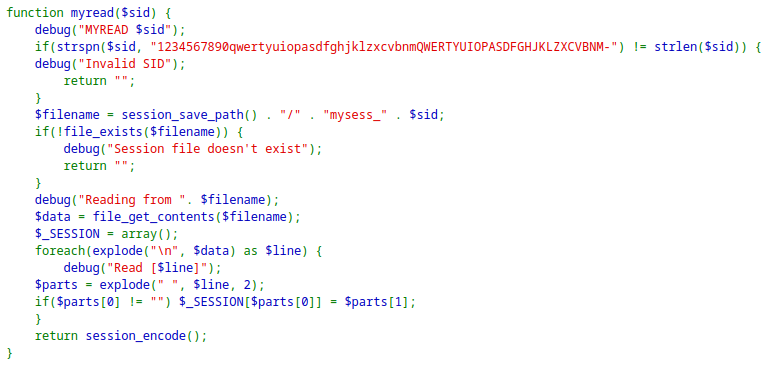 function myread($sid) {
    debug("MYREAD $sid");
    if(strspn($sid, "1234567890qwertyuiopasdfghjklzxcvbnmQWERTYUIOPASDFGHJKLZXCVBNM-") != strlen($sid)) {
    debug("Invalid SID");
        return "";
    }
    $filename = session_save_path() . "/" . "mysess_" . $sid;
    if(!file_exists($filename)) {
        debug("Session file doesn't exist");
        return "";
    }
    debug("Reading from ". $filename);
    $data = file_get_contents($filename);
    $_SESSION = array();
    foreach(explode("\n", $data) as $line) {
        debug("Read [$line]");
    $parts = explode(" ", $line, 2);
    if($parts[0] != "") $_SESSION[$parts[0]] = $parts[1];
    }
    return session_encode();
}